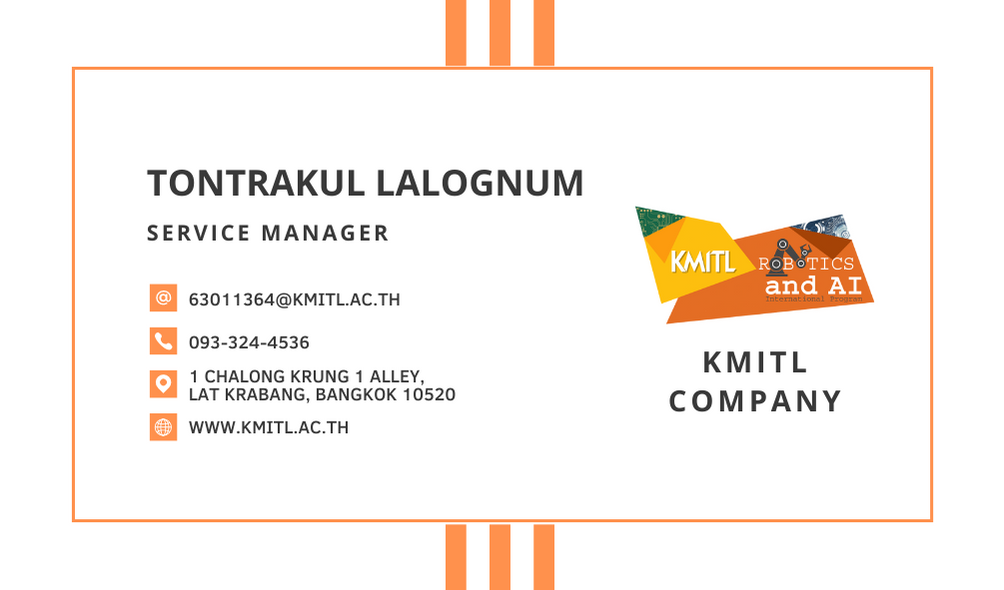 TONTRAKUL LALOGNUM
SERVICE MANAGER
@ 63011364@KMITL.AC.TH
093-324-4536
1 CHALONG KRUNG 1 ALLEY,
LAT KRABANG, BANGKOK 10520
WWW.KMITL.AC.TH
KMITL
ROBOTICS
and AI
International Program
KMITL
COMPANY